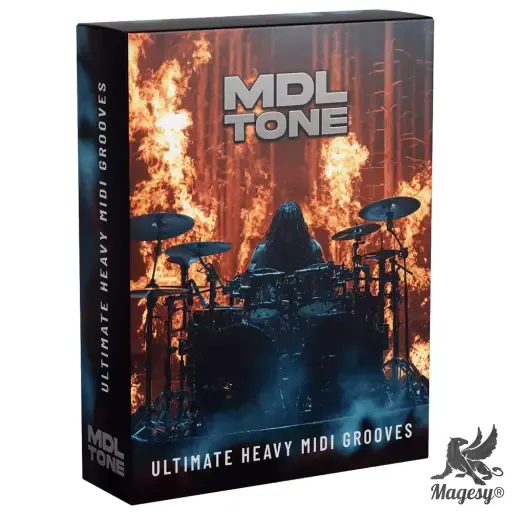 MDL
TONE
ULTIMATE HEAVY MIDI GROOVES
ULTIMATE HEAVY MIDI GROOVES
MDL
TONE
Magesy®